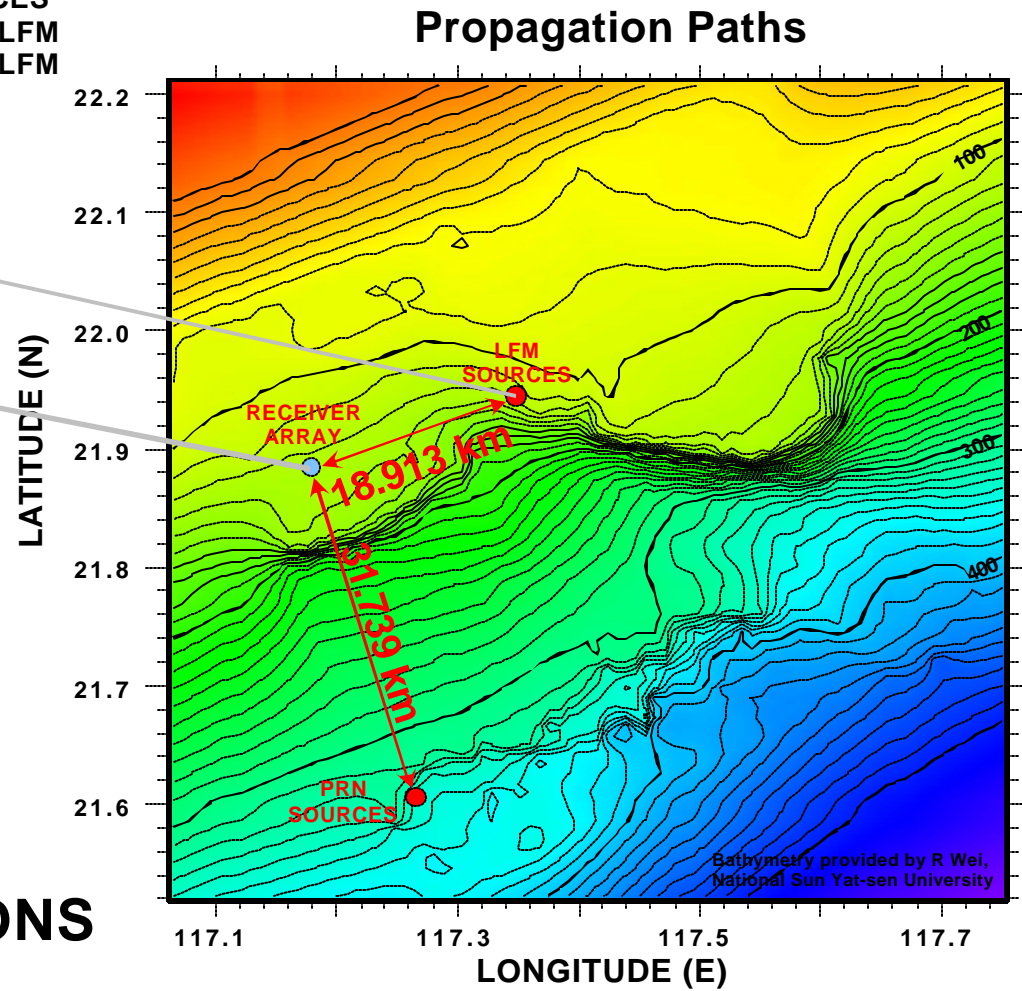 LFM
LFM
Propagation Paths
22.2
22.1
22.0
21.9
21.8
21.7
21.6
LATITUDE (N)
100
200
300
400
LFM
SOURCES
RECEIVER
ARRAY
18.913 km
31.739 km
PRN
SOURCES
Bathymetry provided by R Wei,
National Sun Yat-sen University
ONS
117.1
117.3
117.5
117.7
LONGITUDE (E)